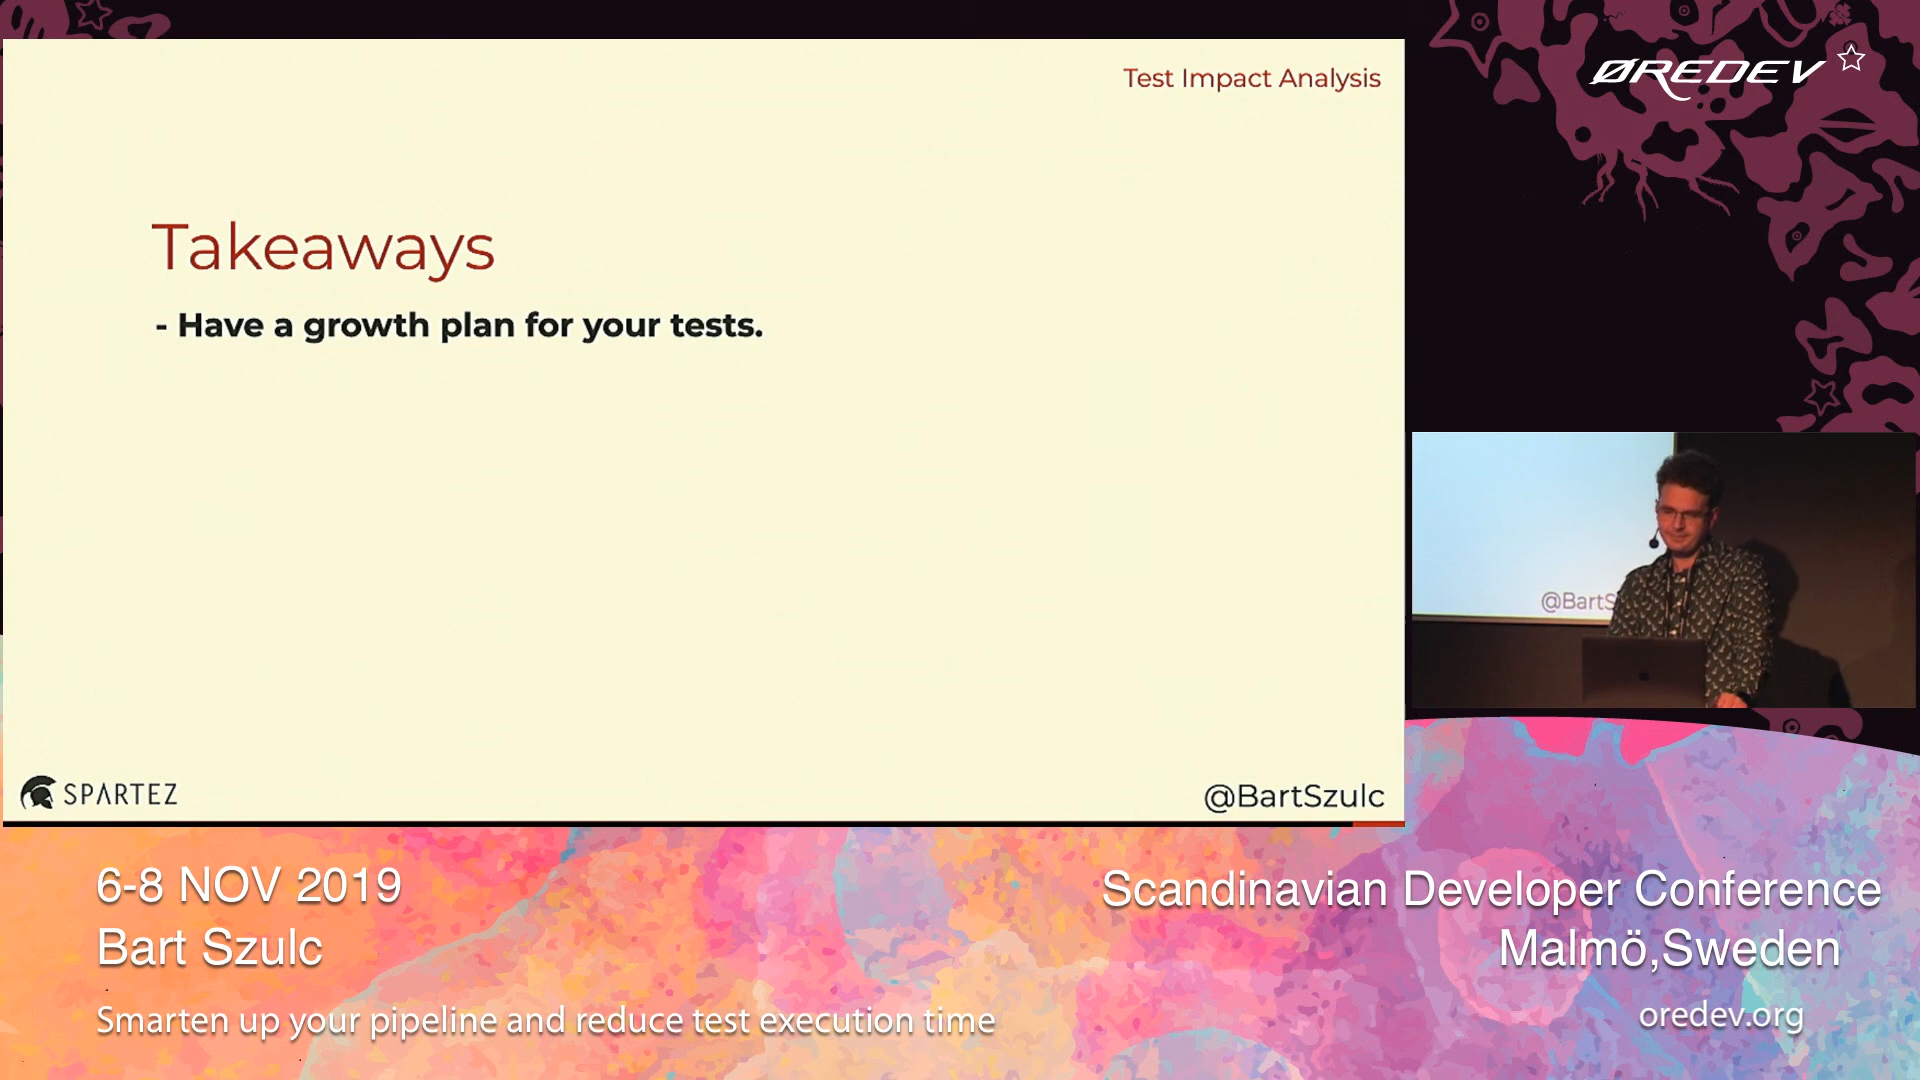 Test Impact Analysis
ØREDEV
Takeaways
- Have a growth plan for your tests.
@BartS
SPARTEZ
@BartSzulc
6-8 NOV 2019
Bart Szulc
Smarten up your pipeline and reduce test execution time
Scandinavian Developer Conference
Malmö,Sweden
oredev.org